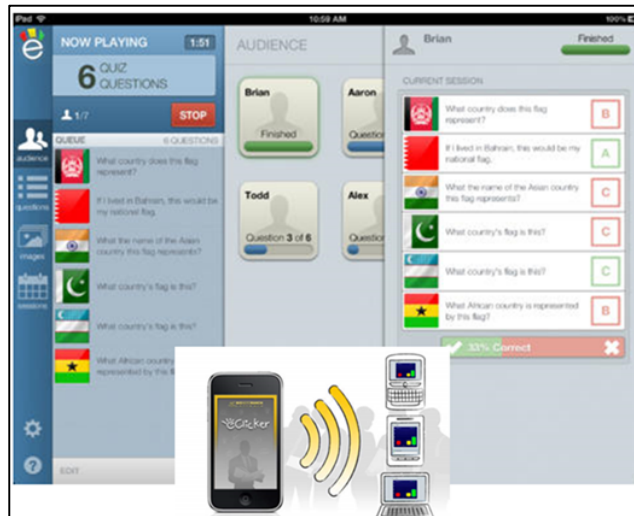 iPad
10:59 AM
100%
e
NOW PLAYING
1:51
6 QUIZ
QUESTIONS
1/7
STOP
QUEUE
6 QUESTIONS
What country does this flag
represent?
If I lived in Bahrain, this would be
my national flag.
What the name of the Asian
country this flag represents?
What country's flag is this?
What country's flag is this?
What African country
represented by this
EDIT
audience
questions
images
sessions
?
AUDIENCE
Brian
Finished
Aaron
Question
Todd
Question 3 of 6
Alex
Question
Brian
Finished
CURRENT SESSION
What country does this flag
represent?
B
If I lived in Bahrain, this would be my
national flag.
A
What the name of the Asian country
this flag represents?
C
What country's flag is this?
C
What country's flag is this?
C
What African country is represented
by this flag?
B
33% Correct
eClicker